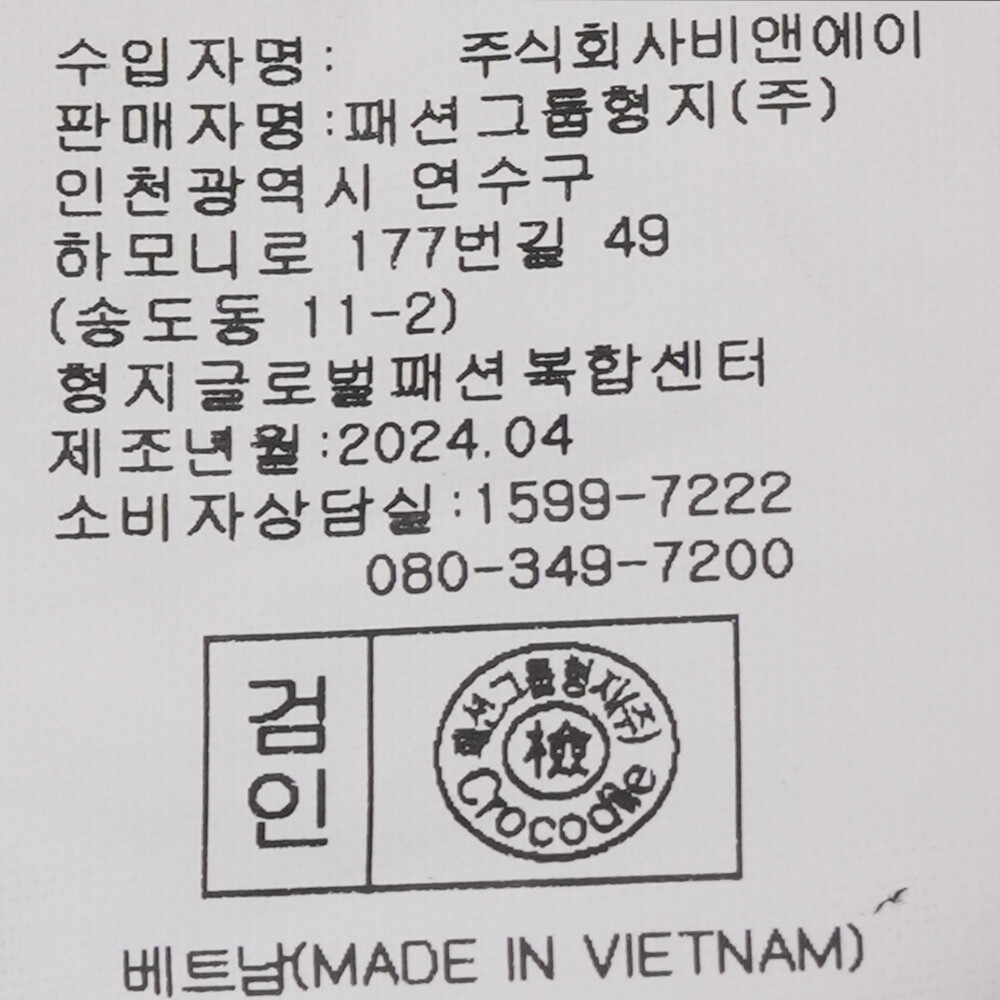 수입자명: 주식회사비앤에이
판매자명:패션그룹형지(주)
인천광역시 연수구
하모니로 177번길 49
(송도동 11-2)
형지글로벌패션복합센터
제조년월:2024.04
소비자상담실:1599-7222
080-349-7200
검인
패션그룹형지(주)
檢
Crocodile
베트남(MADE IN VIETNAM)